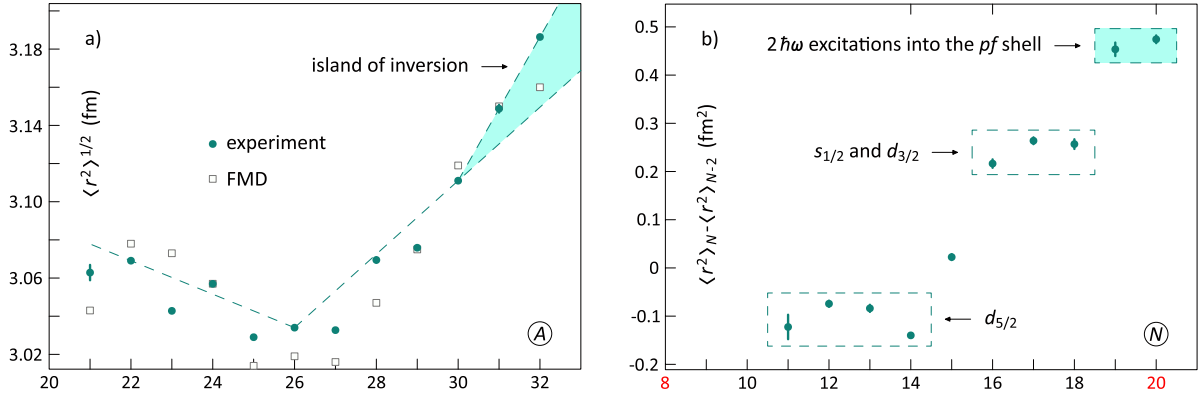 a)
⟨r²⟩¹ᐟ² (fm)
3.18
3.14
3.10
3.06
3.02
island of inversion
experiment
FMD
A
20 22 24 26 28 30 32
b)
⟨r²⟩N-⟨r²⟩N-2 (fm²)
0.5
0.4
0.3
0.2
0.1
0
-0.1
-0.2
2ħω excitations into the pf shell
s1/2 and d3/2
d5/2
N
8 10 12 14 16 18 20